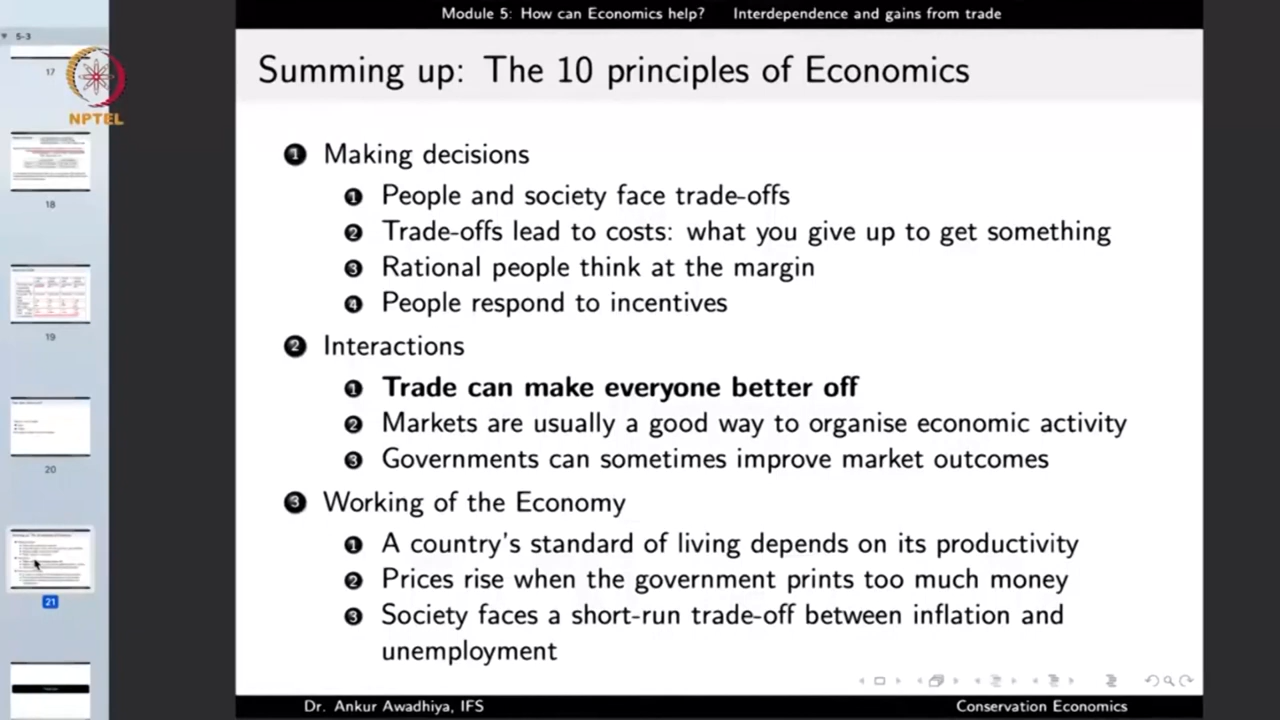 Module 5: How can Economics help? Interdependence and gains from trade
5-3
17
NPTEL
18
19
20
21
Summing up: The 10 principles of Economics
1 Making decisions
1 People and society face trade-offs
2 Trade-offs lead to costs: what you give up to get something
3 Rational people think at the margin
4 People respond to incentives
2 Interactions
1 Trade can make everyone better off
2 Markets are usually a good way to organise economic activity
3 Governments can sometimes improve market outcomes
3 Working of the Economy
1 A country's standard of living depends on its productivity
2 Prices rise when the government prints too much money
3 Society faces a short-run trade-off between inflation and
unemployment
Dr. Ankur Awadhiya, IFS Conservation Economics